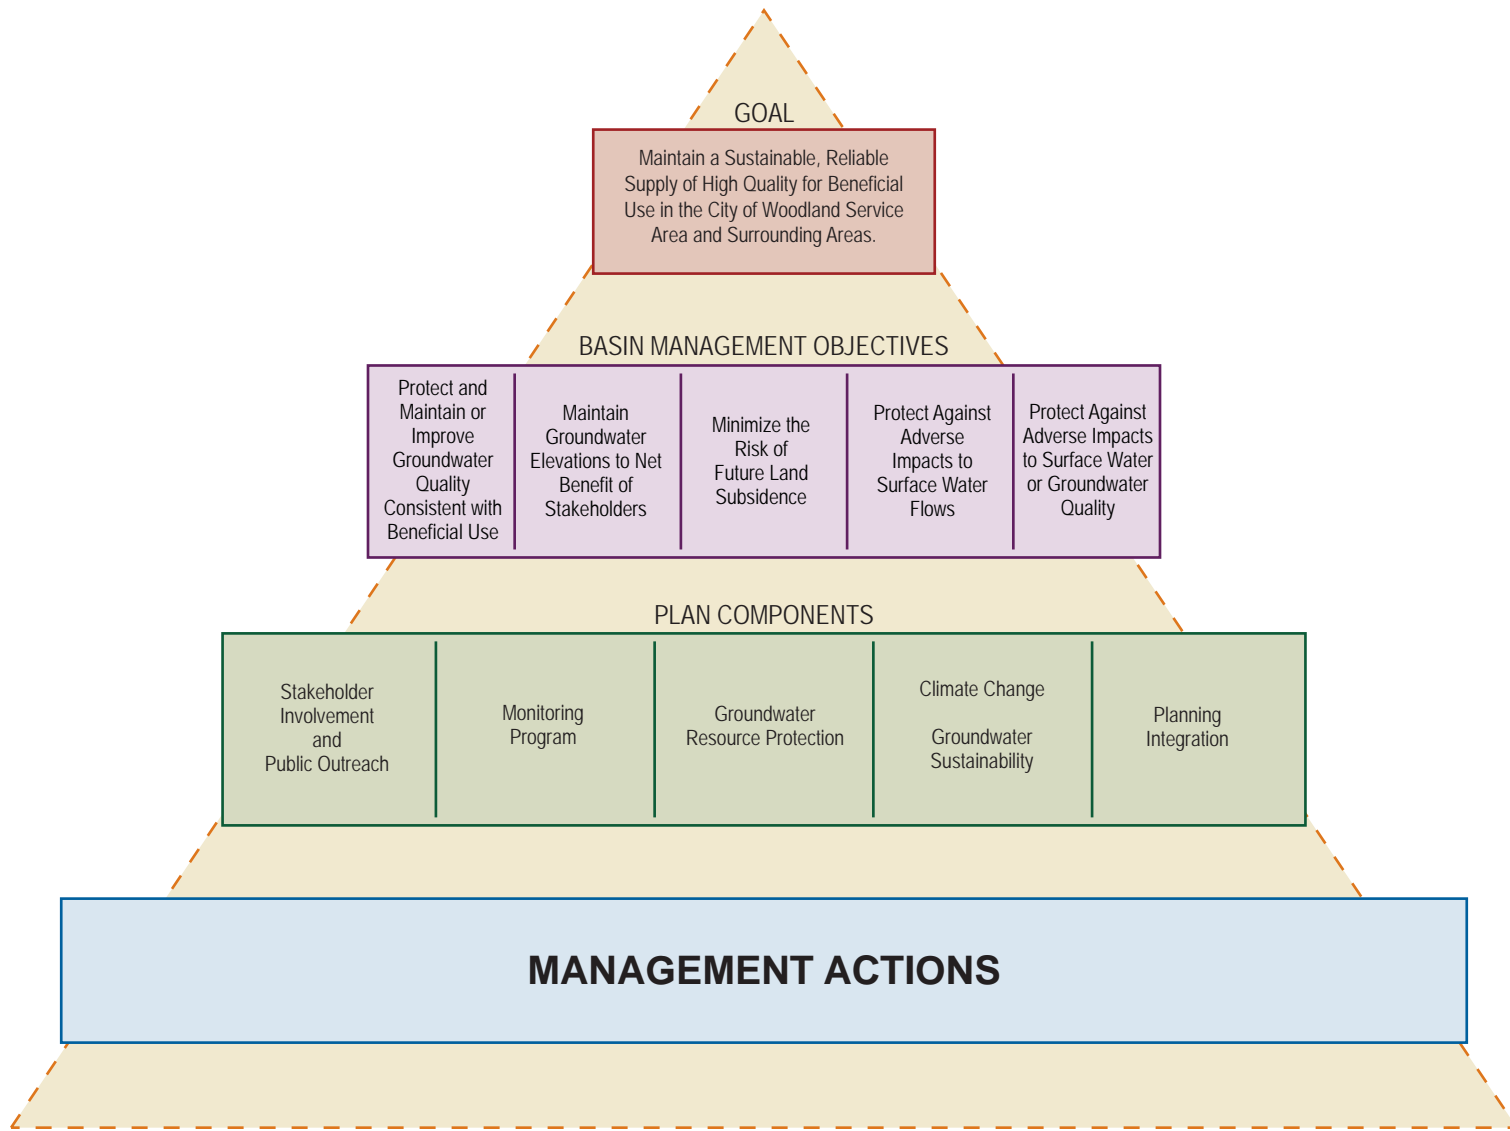 GOAL
Maintain a Sustainable, Reliable
Supply of High Quality for Beneficial
Use in the City of Woodland Service
Area and Surrounding Areas.
BASIN MANAGEMENT OBJECTIVES
Protect and
Maintain or
Improve
Groundwater
Quality
Consistent with
Beneficial Use
Maintain
Groundwater
Elevations to Net
Benefit of
Stakeholders
Minimize the
Risk of
Future Land
Subsidence
Protect Against
Adverse
Impacts to
Surface Water
Flows
Protect Against
Adverse Impacts
to Surface Water
or Groundwater
Quality
PLAN COMPONENTS
Stakeholder
Involvement
and
Public Outreach
Monitoring
Program
Groundwater
Resource Protection
Climate Change
Groundwater
Sustainability
Planning
Integration
MANAGEMENT ACTIONS